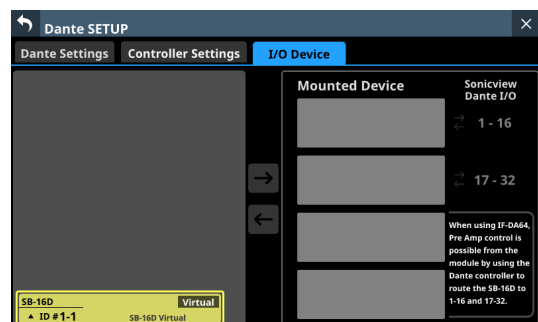 Dante SETUP
Dante Settings
Controller Settings
I/O Device
Mounted Device
Sonicview
Dante I/O
1 - 16
17 - 32
When using IF-DA64,
Pre Amp control is
possible from the
module by using the
Dante controller to
route the SB-16D to
1-16 and 17-32.
SB-16D
Virtual
▲ ID #1-1
SB-16D Virtual